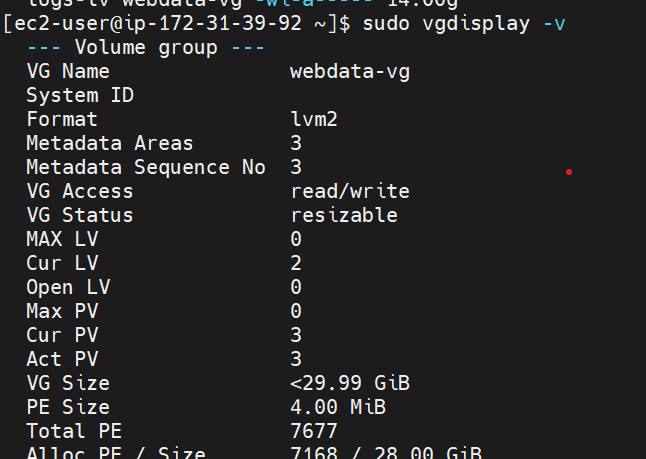 logs-lv webdata-vg -wi-a----- 14.00g
[ec2-user@ip-172-31-39-92 ~]$ sudo vgdisplay -v
--- Volume group ---
VG Name webdata-vg
System ID
Format lvm2
Metadata Areas 3
Metadata Sequence No 3
VG Access read/write
VG Status resizable
MAX LV 0
Cur LV 2
Open LV 0
Max PV 0
Cur PV 3
Act PV 3
VG Size <29.99 GiB
PE Size 4.00 MiB
Total PE 7677
Alloc PE / Size 7168 / 28.00 GiB